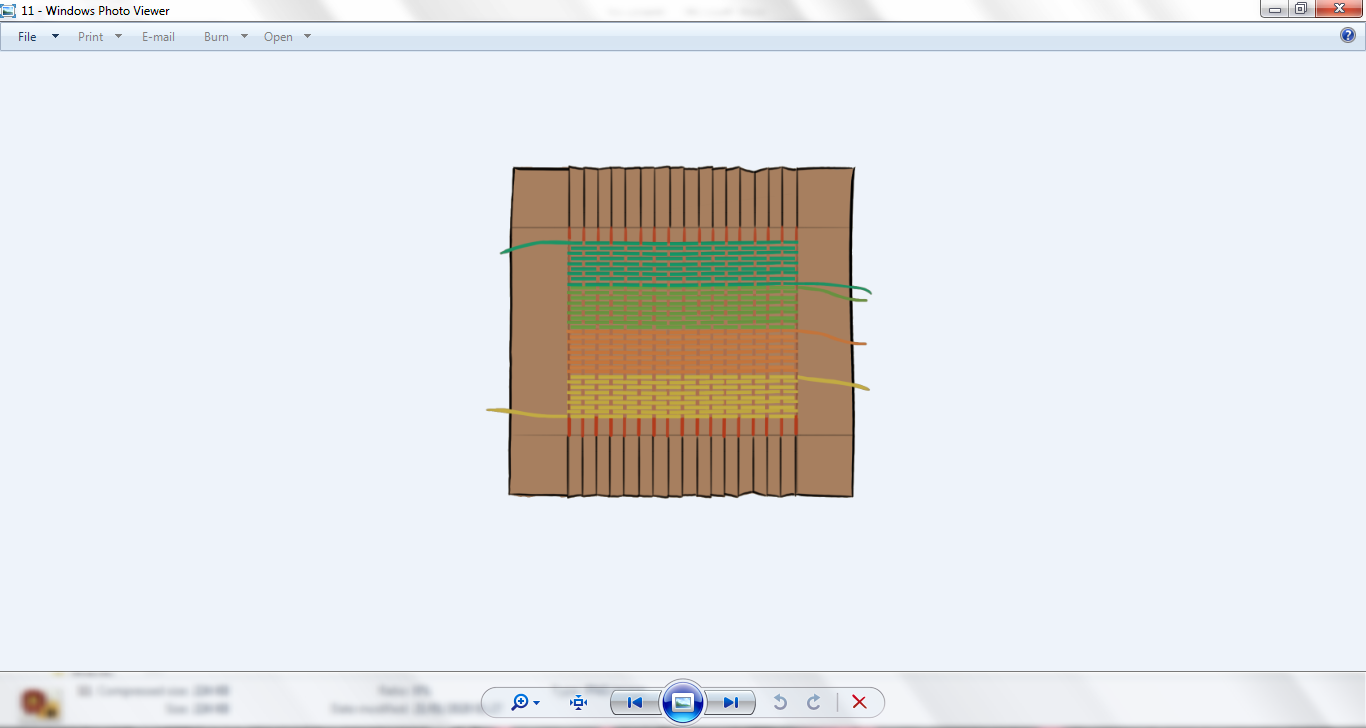 11 - Windows Photo Viewer
File Print E-mail Burn Open